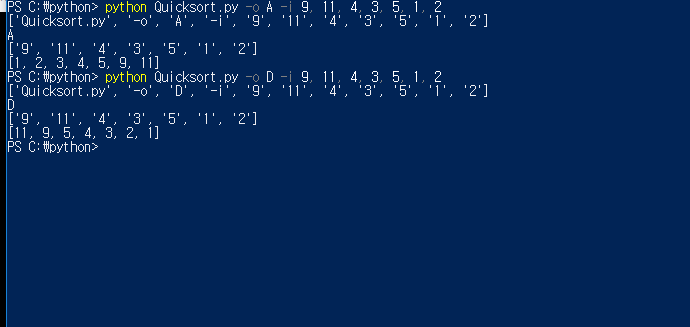 PS C:₩python> python Quicksort.py -o A -i 9, 11, 4, 3, 5, 1, 2
['Quicksort.py', '-o', 'A', '-i', '9', '11', '4', '3', '5', '1', '2']
A
['9', '11', '4', '3', '5', '1', '2']
[1, 2, 3, 4, 5, 9, 11]
PS C:₩python> python Quicksort.py -o D -i 9, 11, 4, 3, 5, 1, 2
['Quicksort.py', '-o', 'D', '-i', '9', '11', '4', '3', '5', '1', '2']
D
['9', '11', '4', '3', '5', '1', '2']
[11, 9, 5, 4, 3, 2, 1]
PS C:₩python>